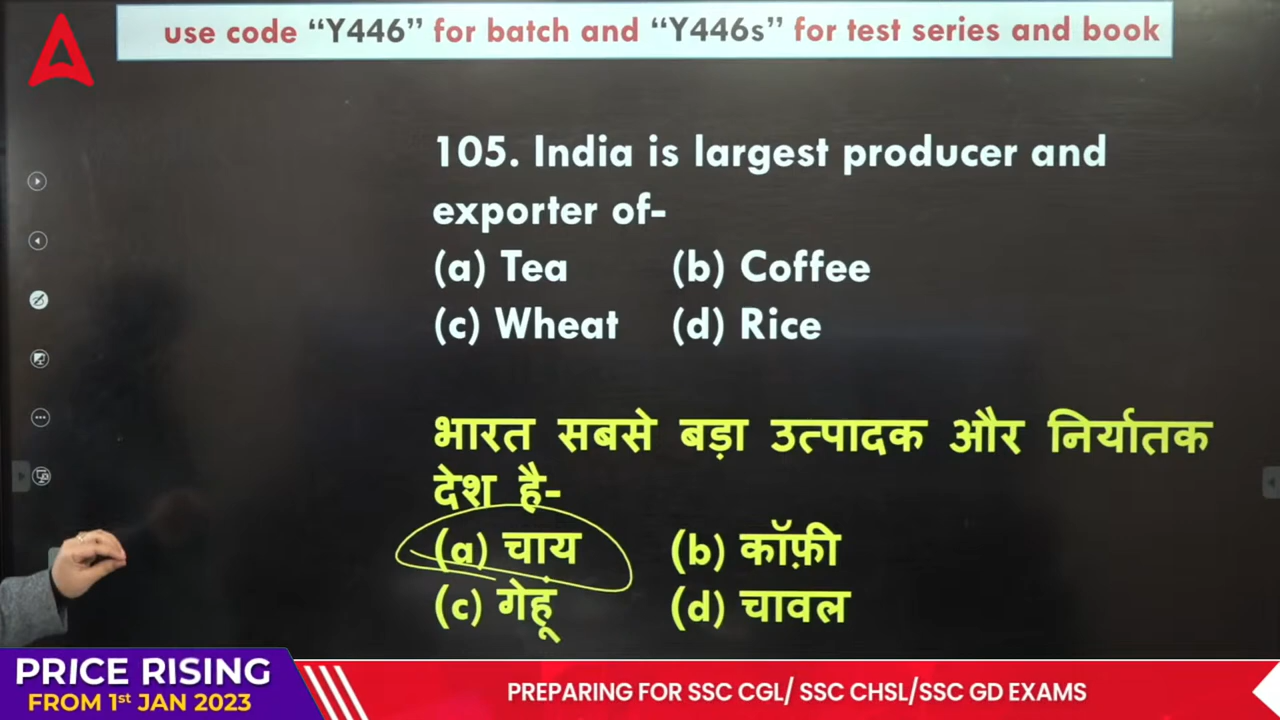 use code “Y446” for batch and “Y446s” for test series and book
105. India is largest producer and
exporter of-
(a) Tea (b) Coffee
(c) Wheat (d) Rice
भारत सबसे बड़ा उत्पादक और निर्यातक
देश है-
(a) चाय (b) कॉफ़ी
(c) गेहू (d) चावल
PRICE RISING
FROM 1st JAN 2023
PREPARING FOR SSC CGL/ SSC CHSL/SSC GD EXAMS